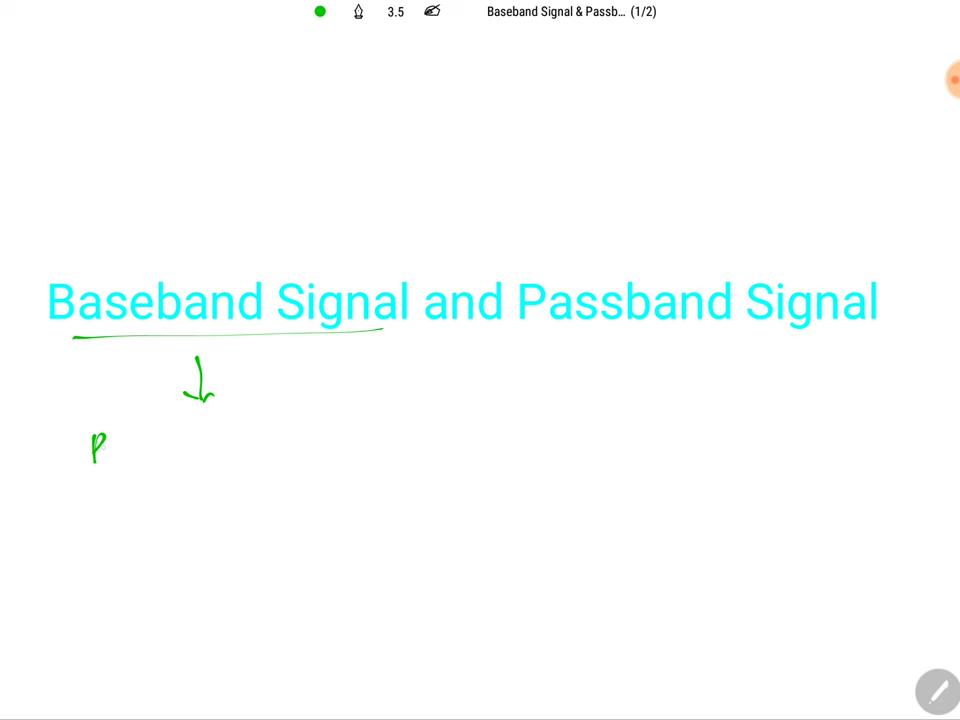 3.5 Baseband Signal & Passb... (1/2)
Baseband Signal and Passband Signal
P